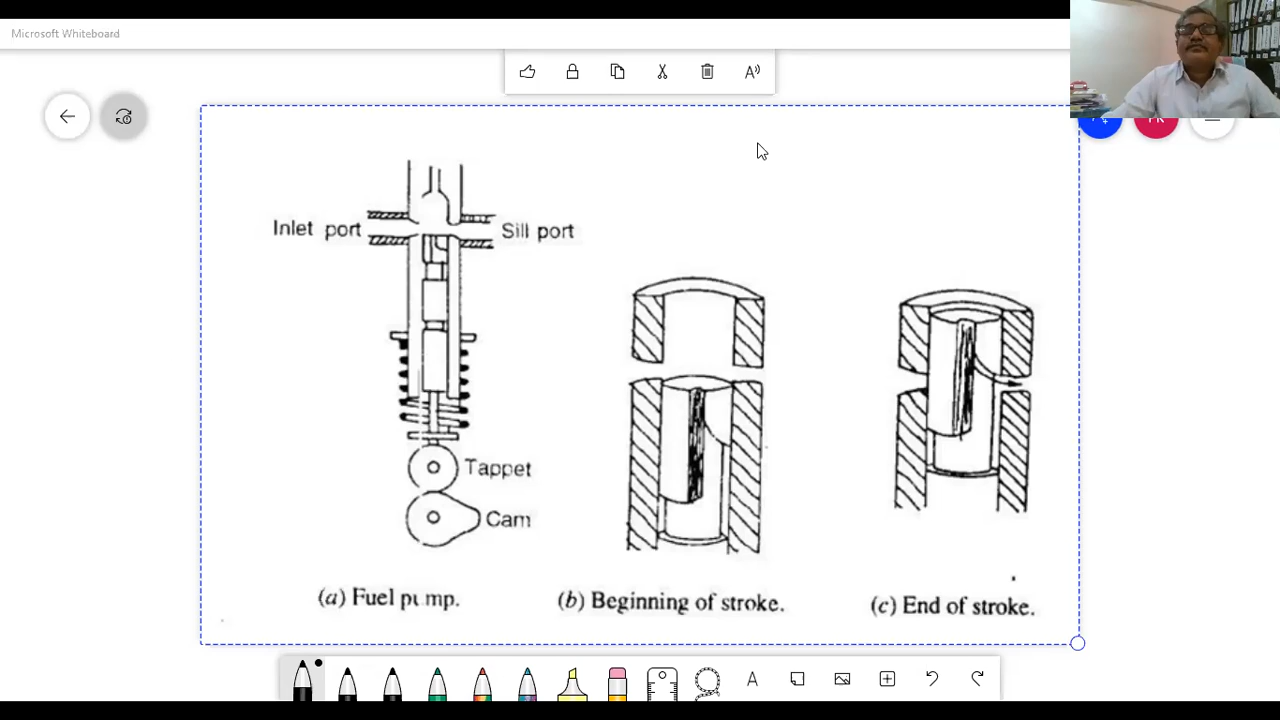 Microsoft Whiteboard
Inlet port
Sill port
Tappet
Cam
(a) Fuel pump.
(b) Beginning of stroke.
(c) End of stroke.